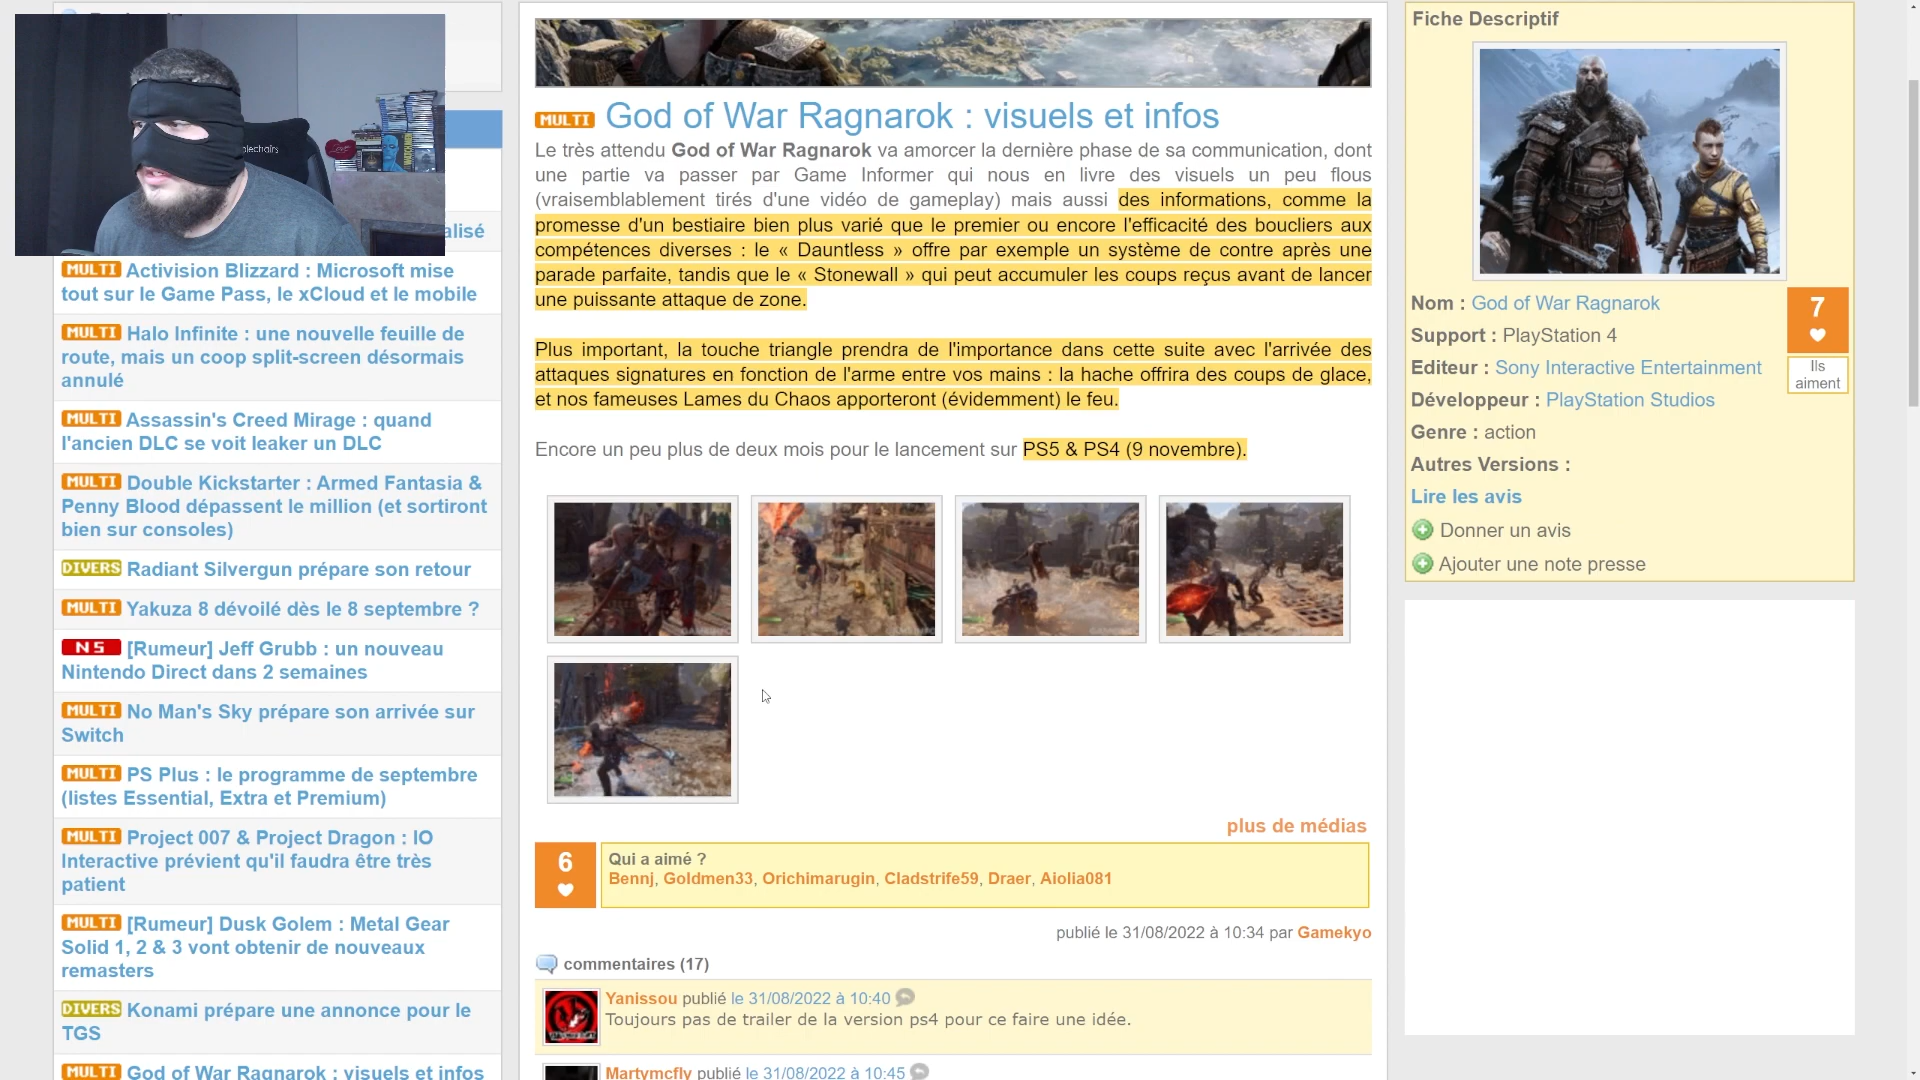 lechairs
alisé
MULTI Activision Blizzard : Microsoft mise
tout sur le Game Pass, le xCloud et le mobile
MULTI Halo Infinite : une nouvelle feuille de
route, mais un coop split-screen désormais
annulé
MULTI Assassin's Creed Mirage : quand
l'ancien DLC se voit leaker un DLC
MULTI Double Kickstarter : Armed Fantasia &
Penny Blood dépassent le million (et sortiront
bien sur consoles)
DIVERS Radiant Silvergun prépare son retour
MULTI Yakuza 8 dévoilé dès le 8 septembre ?
NS [Rumeur] Jeff Grubb : un nouveau
Nintendo Direct dans 2 semaines
MULTI No Man's Sky prépare son arrivée sur
Switch
MULTI PS Plus : le programme de septembre
(listes Essential, Extra et Premium)
MULTI Project 007 & Project Dragon : IO
Interactive prévient qu'il faudra être très
patient
MULTI [Rumeur] Dusk Golem : Metal Gear
Solid 1, 2 & 3 vont obtenir de nouveaux
remasters
DIVERS Konami prépare une annonce pour le
TGS
MULTI God of War Ragnarok : visuels et infos
MULTI God of War Ragnarok : visuels et infos
Le très attendu God of War Ragnarok va amorcer la dernière phase de sa communication, dont
une partie va passer par Game Informer qui nous en livre des visuels un peu flous
(vraisemblablement tirés d'une vidéo de gameplay) mais aussi des informations, comme la
promesse d'un bestiaire bien plus varié que le premier ou encore l'efficacité des boucliers aux
compétences diverses : le « Dauntless » offre par exemple un système de contre après une
parade parfaite, tandis que le « Stonewall » qui peut accumuler les coups reçus avant de lancer
une puissante attaque de zone.
Plus important, la touche triangle prendra de l'importance dans cette suite avec l'arrivée des
attaques signatures en fonction de l'arme entre vos mains : la hache offrira des coups de glace,
et nos fameuses Lames du Chaos apporteront (évidemment) le feu.
Encore un peu plus de deux mois pour le lancement sur PS5 & PS4 (9 novembre).
plus de médias
6
Qui a aimé ?
Bennj, Goldmen33, Orichimarugin, Cladstrife59, Draer, Aiolia081
publié le 31/08/2022 à 10:34 par Gamekyo
commentaires (17)
Yanissou publié le 31/08/2022 à 10:40
Toujours pas de trailer de la version ps4 pour ce faire une idée.
Martymcfly publié le 31/08/2022 à 10:45
Fiche Descriptif
Nom : God of War Ragnarok
Support : PlayStation 4
Editeur : Sony Interactive Entertainment
Développeur : PlayStation Studios
Genre : action
Autres Versions :
Lire les avis
Donner un avis
Ajouter une note presse
7
Ils
aiment